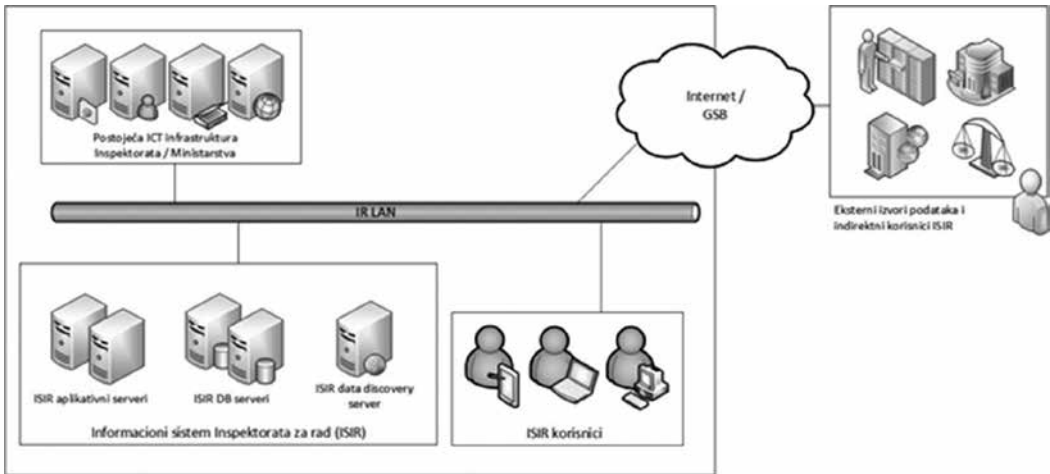 Postojeća ICT infrastruktura
Inspektorata / Ministarstva
Internet /
GSB
Eksterni izvori podataka i
indirektni korisnici ISIR
IR LAN
ISIR aplikativni serveri
ISIR DB serveri
ISIR data discovery
server
Informacioni sistem Inspektorata za rad (ISIR)
ISIR korisnici